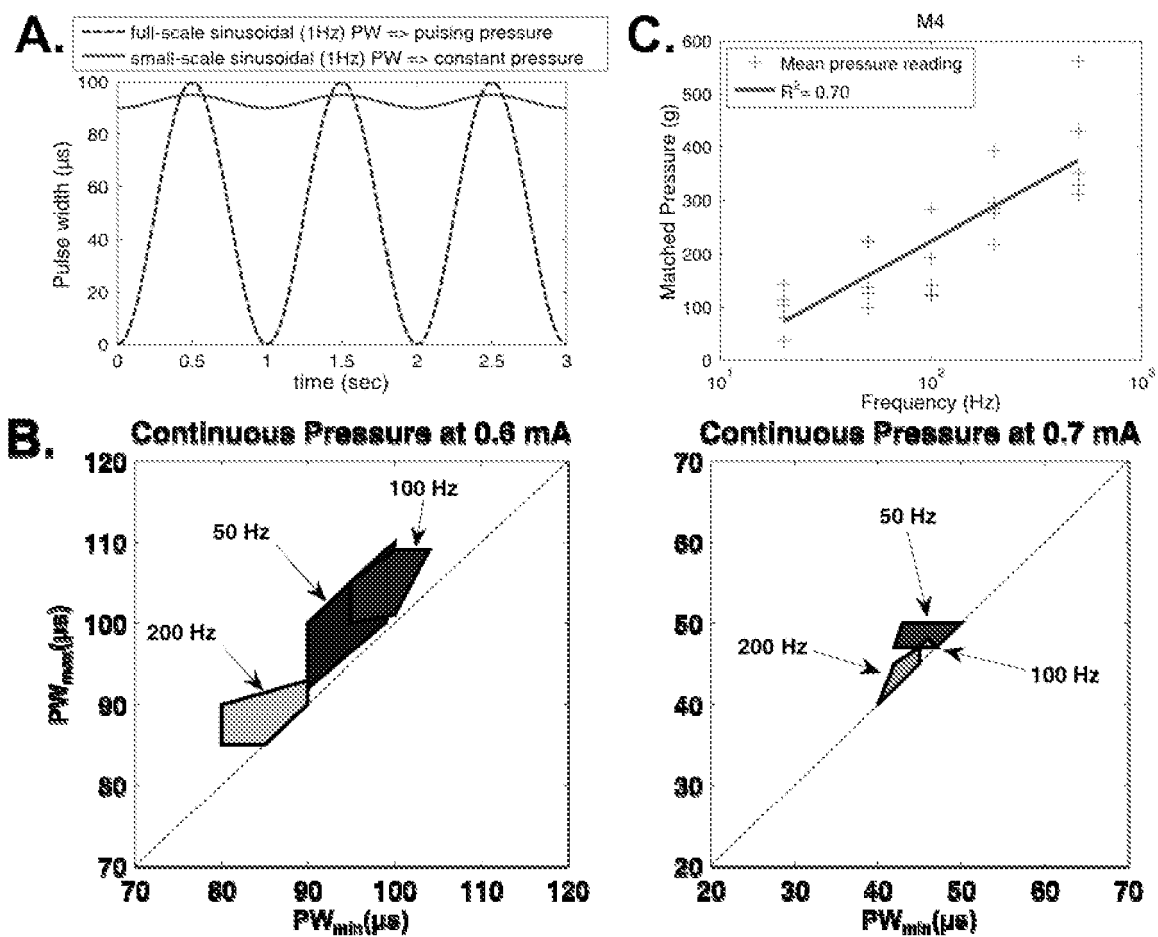 A.
full-scale sinusoidal (1Hz) PW => pulsing pressure
small-scale sinusoidal (1Hz) PW => constant pressure
100
80
60
40
20
0
Pulse width (µs)
0 0.5 1 1.5 2 2.5 3
time (sec)
C.
M4
Mean pressure reading
R²= 0.70
600
500
400
300
200
100
0
Matched Pressure (g)
10¹ 10² 10³
Frequency (Hz)
B.
Continuous Pressure at 0.6 mA
120
110
100
90
80
70
PWmax(µs)
50 Hz
100 Hz
200 Hz
70 80 90 100 110 120
PWmin(µs)
Continuous Pressure at 0.7 mA
70
60
50
40
30
20
50 Hz
200 Hz
100 Hz
20 30 40 50 60 70
PWmin(µs)